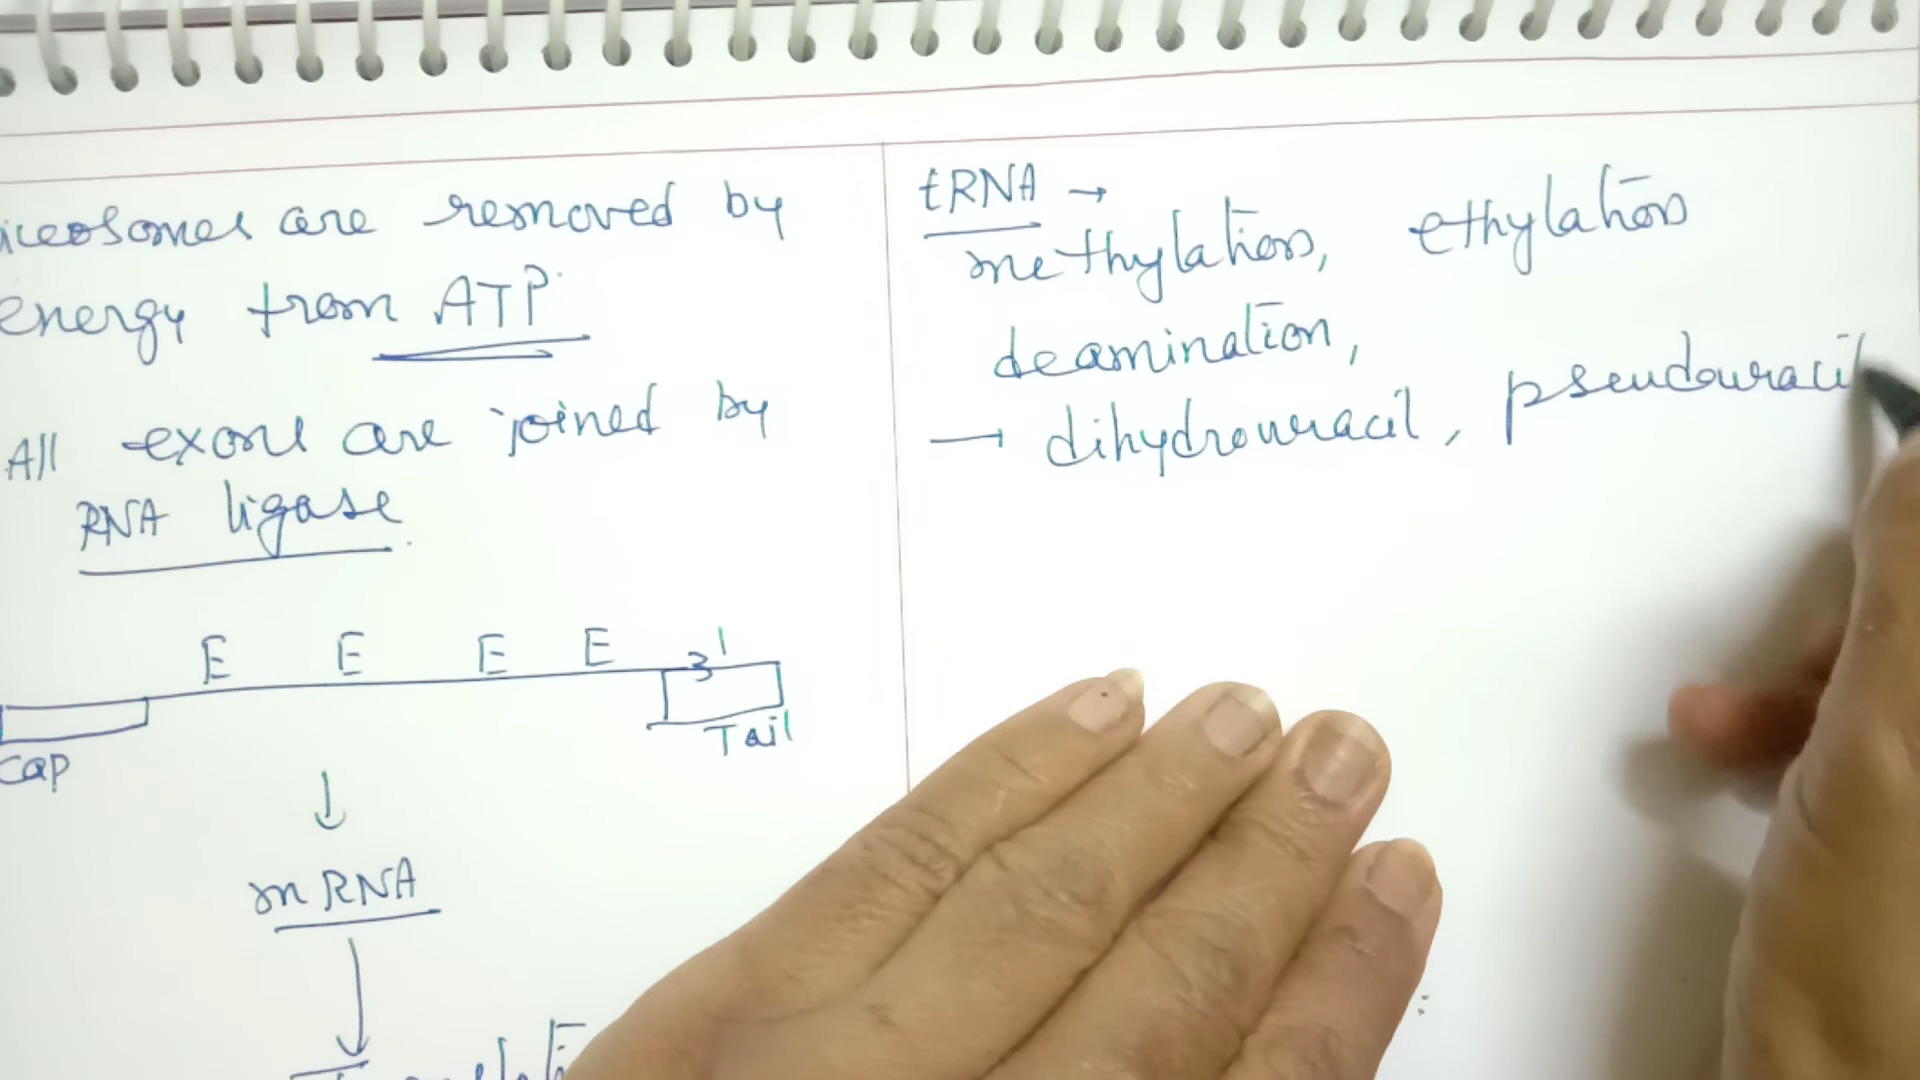 are removed by
energy from ATP
All exons are joined by
RNA ligase.
E E E E 3'
Cap
Tail
mRNA
tRNA →
methylation, ethylation
deamination,
→ dihydrouracil, pseudouracil